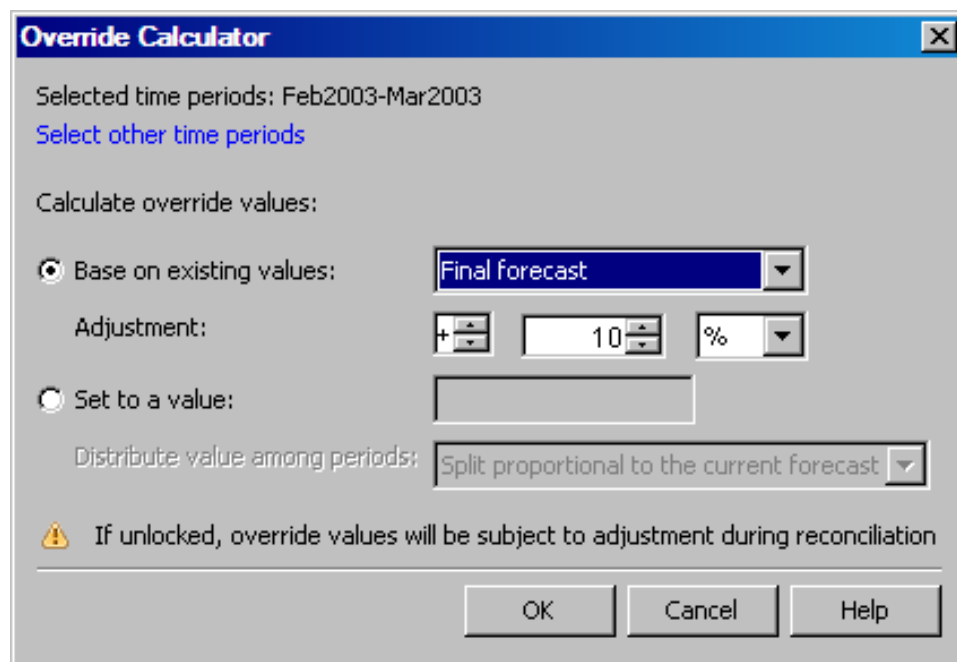 Override Calculator
Selected time periods: Feb2003-Mar2003
Select other time periods
Calculate override values:
Base on existing values: Final forecast
Adjustment: + 10 %
Set to a value:
Distribute value among periods: Split proportional to the current forecast
If unlocked, override values will be subject to adjustment during reconciliation
OK Cancel Help